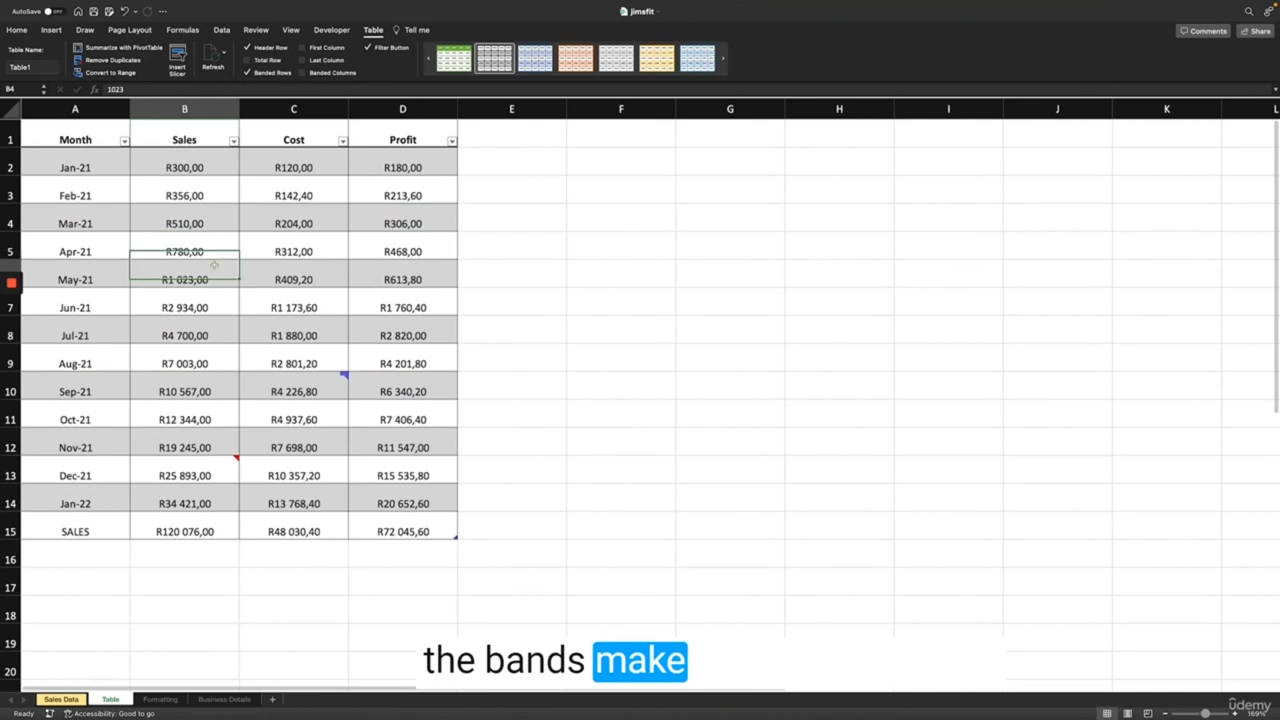 AutoSave OFF jimsfit
Home Insert Draw Page Layout Formulas Data Review View Developer Table Tell me Comments Share
Table Name: Summarize with PivotTable Header Row First Column Filter Button
Table1 Remove Duplicates Insert Slicer Refresh Total Row Last Column
Convert to Range Banded Rows Banded Columns
B4 fx 1023
A B C D E F G H I J K L
1 Month Sales Cost Profit
2 Jan-21 R300,00 R120,00 R180,00
3 Feb-21 R356,00 R142,40 R213,60
4 Mar-21 R510,00 R204,00 R306,00
5 Apr-21 R780,00 R312,00 R468,00
May-21 R1 023,00 R409,20 R613,80
7 Jun-21 R2 934,00 R1 173,60 R1 760,40
8 Jul-21 R4 700,00 R1 880,00 R2 820,00
9 Aug-21 R7 003,00 R2 801,20 R4 201,80
10 Sep-21 R10 567,00 R4 226,80 R6 340,20
11 Oct-21 R12 344,00 R4 937,60 R7 406,40
12 Nov-21 R19 245,00 R7 698,00 R11 547,00
13 Dec-21 R25 893,00 R10 357,20 R15 535,80
14 Jan-22 R34 421,00 R13 768,40 R20 652,60
15 SALES R120 076,00 R48 030,40 R72 045,60
16
17
18
19
20
the bands make
Sales Data Table Formatting Business Details +
Ready Accessibility: Good to go 169%
udemy